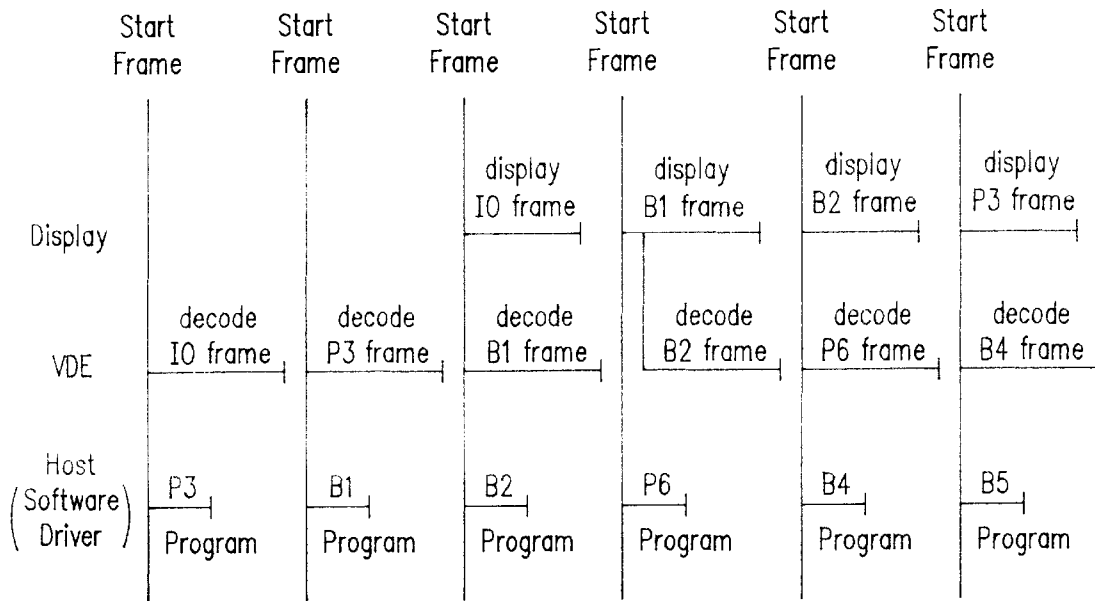 Start Start Start Start Start Start
Frame Frame Frame Frame Frame Frame
display display display display
I0 frame B1 frame B2 frame P3 frame
Display
decode decode decode decode decode decode
I0 frame P3 frame B1 frame B2 frame P6 frame B4 frame
VDE
Host
(Software
Driver)
P3 B1 B2 P6 B4 B5
Program Program Program Program Program Program